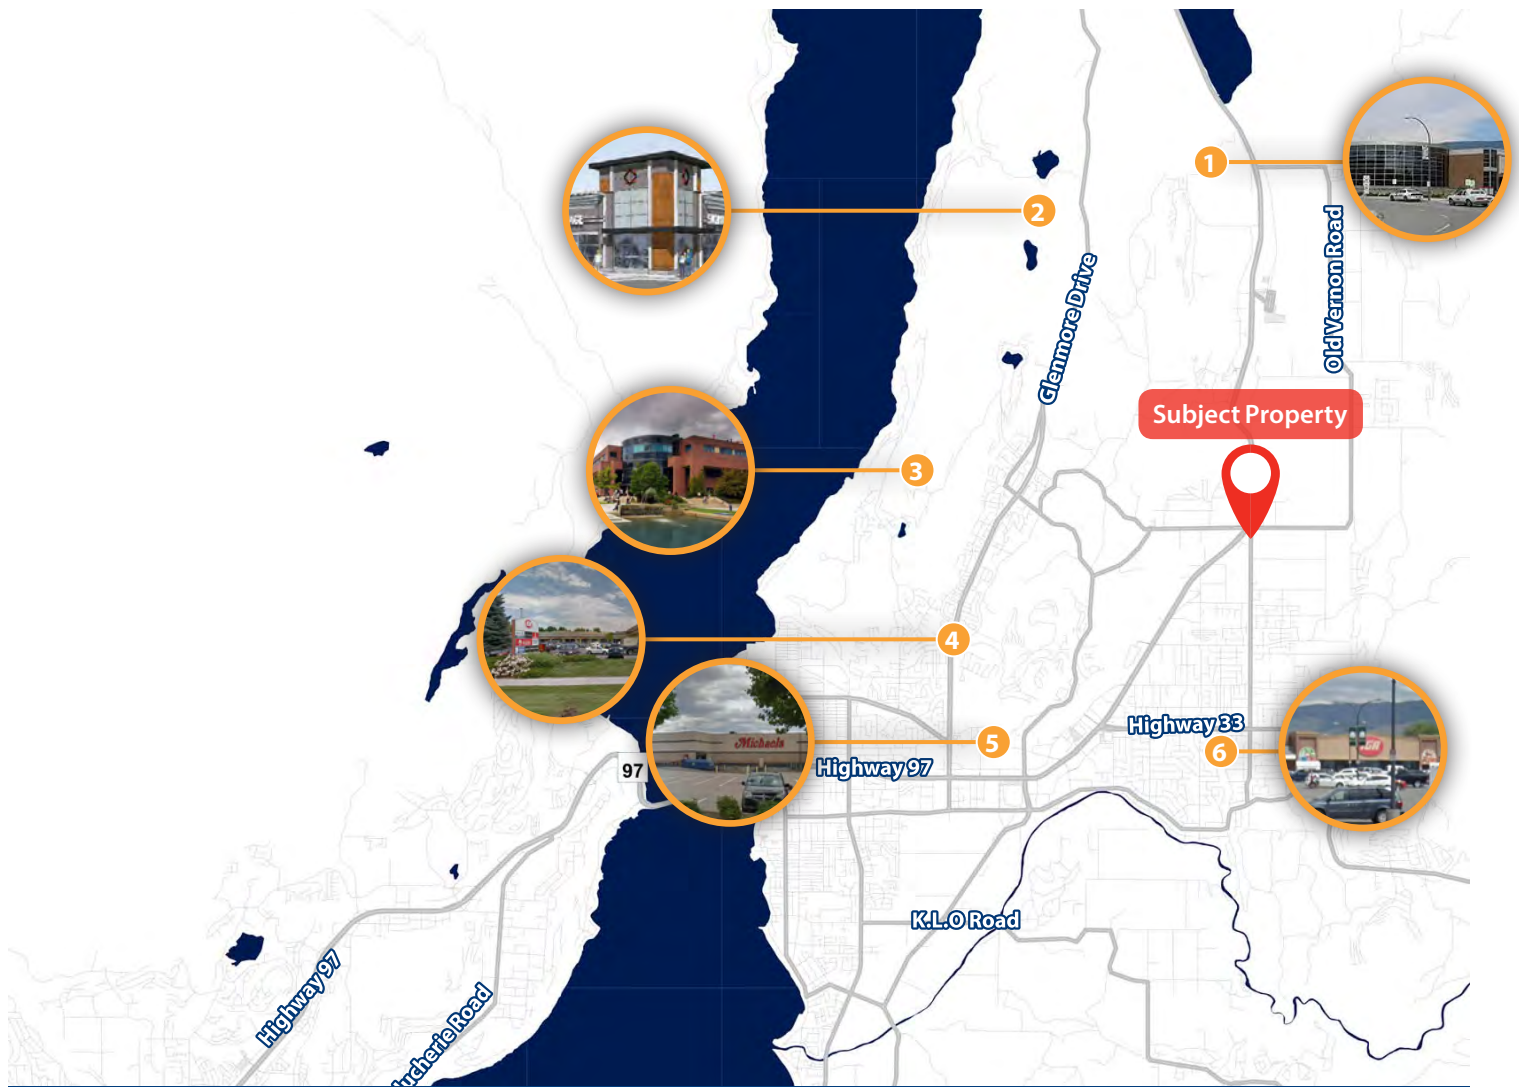 1
2
Old Vernon Road
Glenmore Drive
Subject Property
3
4
Highway 33
5
6
Michaels
Highway 97
97
IGA
K.L.O Road
Highway 97
ucherie Road